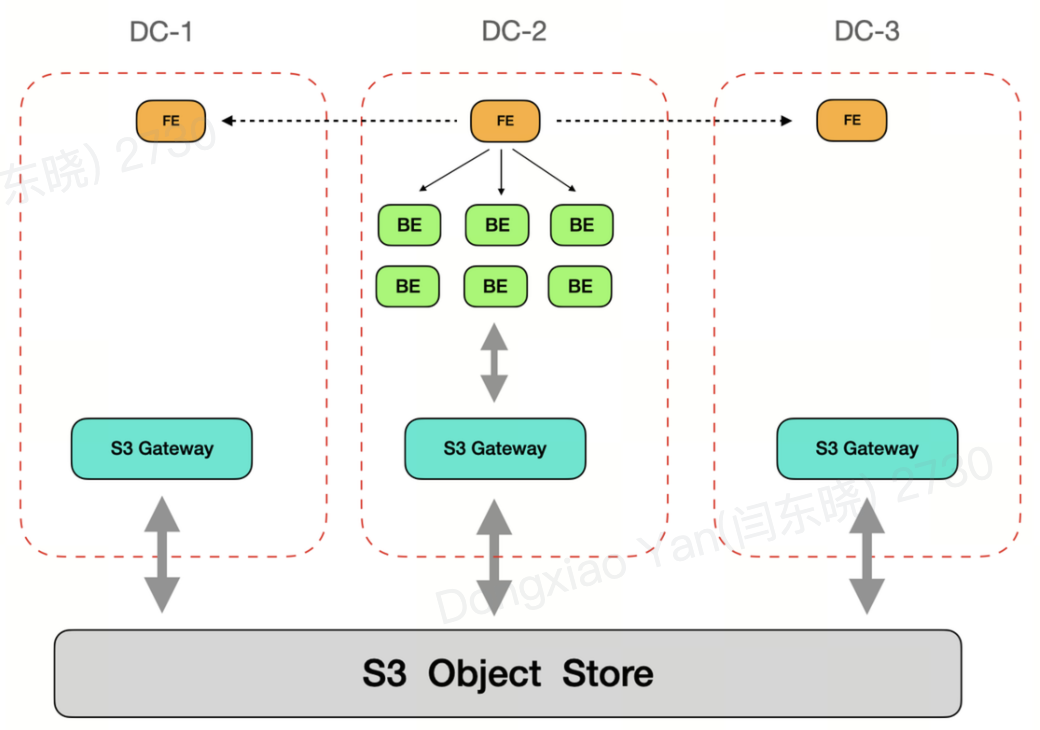 DC-1 DC-2 DC-3
FE FE FE
东晓) 2730
BE BE BE
BE BE BE
S3 Gateway S3 Gateway S3 Gateway
Dongxiao Yan(闫东晓) 2730
S3 Object Store